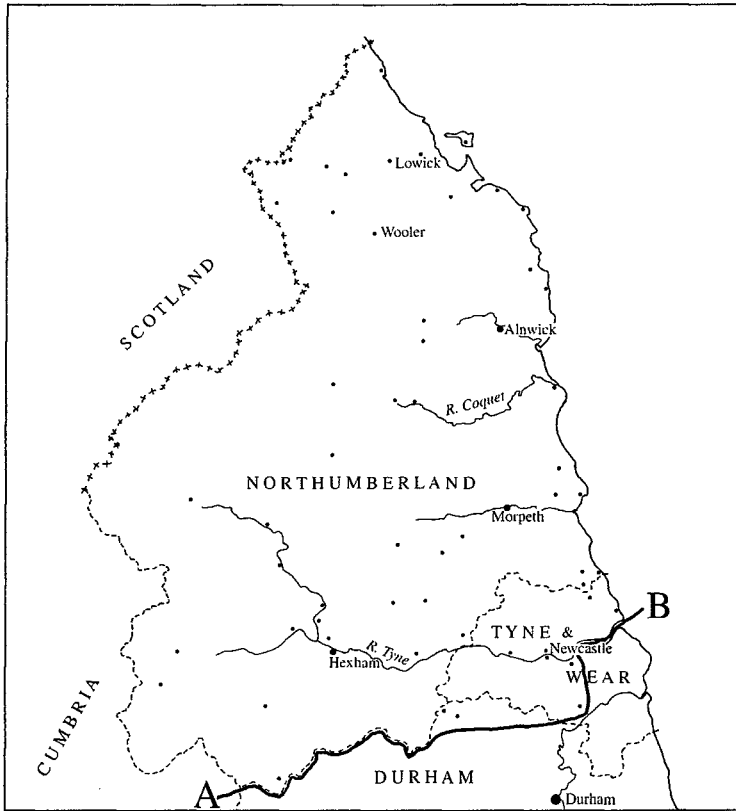 Lowick
Wooler
SCOTLAND
Alnwick
R. Coquet
NORTHUMBERLAND
Morpeth
B
TYNE &
R. Tyne
Newcastle
Hexham
WEAR
CUMBRIA
DURHAM
A
Durham